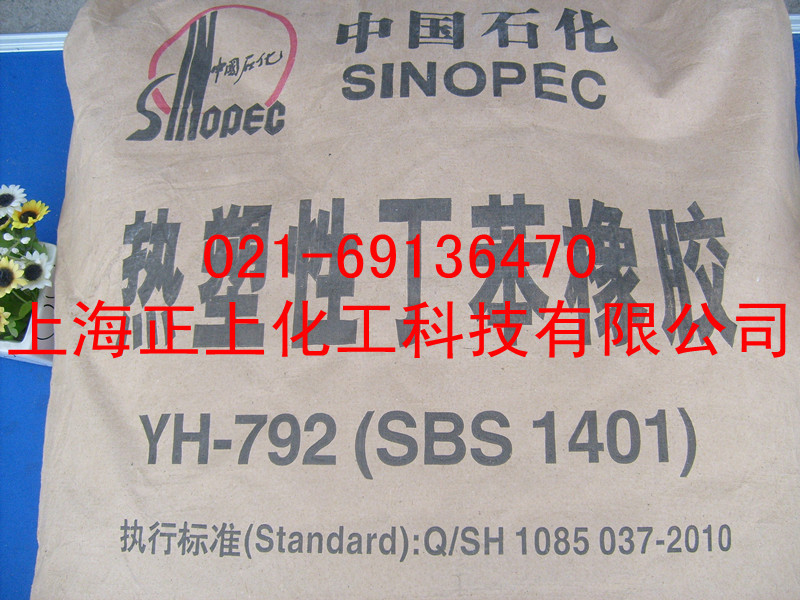 中国石化
SINOPEC
中国石化
SINOPEC
热塑性丁苯橡胶
021-69136470
上海正上化工科技有限公司
YH-792 (SBS 1401)
执行标准(Standard):Q/SH 1085 037-2010